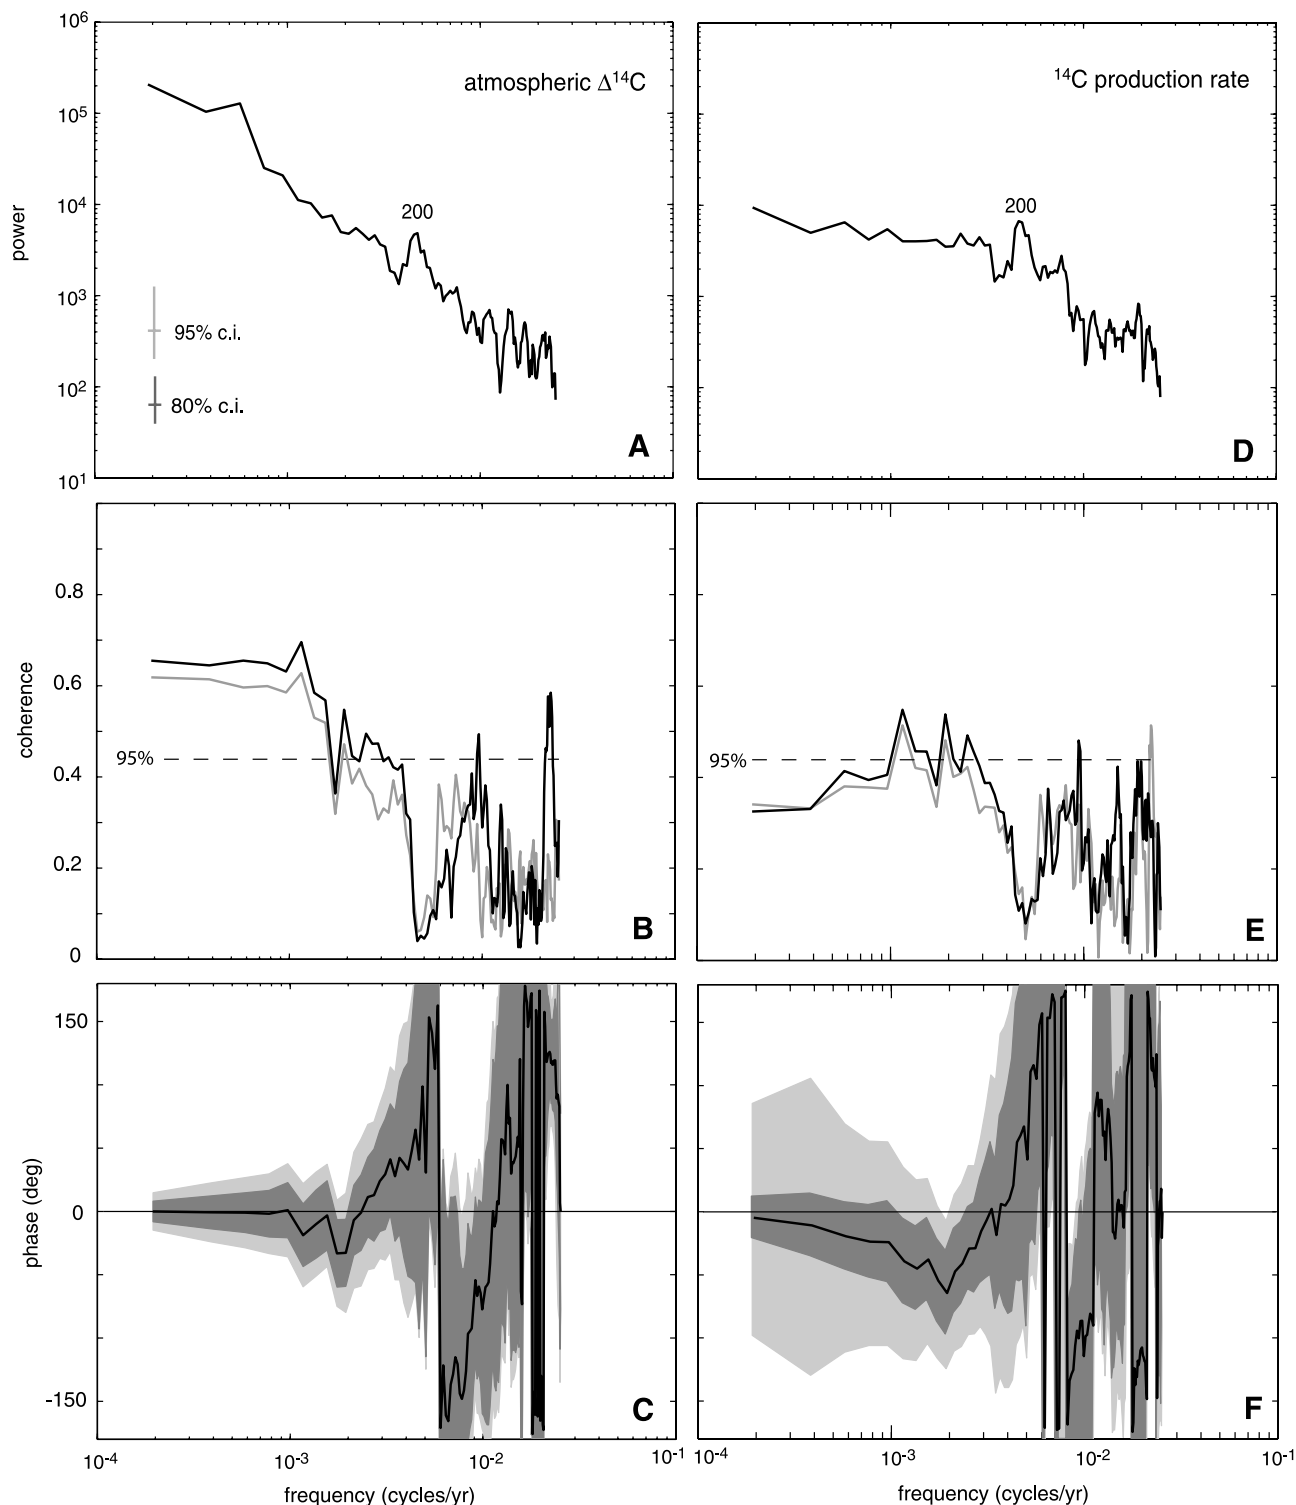 10⁶
10⁵
10⁴
10³
10²
10¹
power
atmospheric Δ¹⁴C
200
95% c.i.
80% c.i.
A
¹⁴C production rate
200
D
0.8
0.6
0.4
0.2
0
coherence
95%
B
95%
E
150
0
-150
phase (deg)
C
F
10⁻⁴
10⁻³
10⁻²
10⁻¹
frequency (cycles/yr)
10⁻⁴
10⁻³
10⁻²
10⁻¹
frequency (cycles/yr)